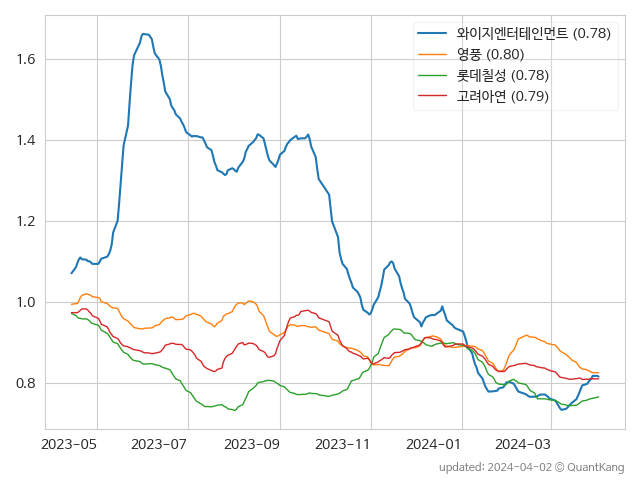 와이지엔터테인먼트 (0.78)
영풍 (0.80)
롯데칠성 (0.78)
고려아연 (0.79)
1.6
1.4
1.2
1.0
0.8
2023-05 2023-07 2023-09 2023-11 2024-01 2024-03
updated: 2024-04-02 © QuantKang